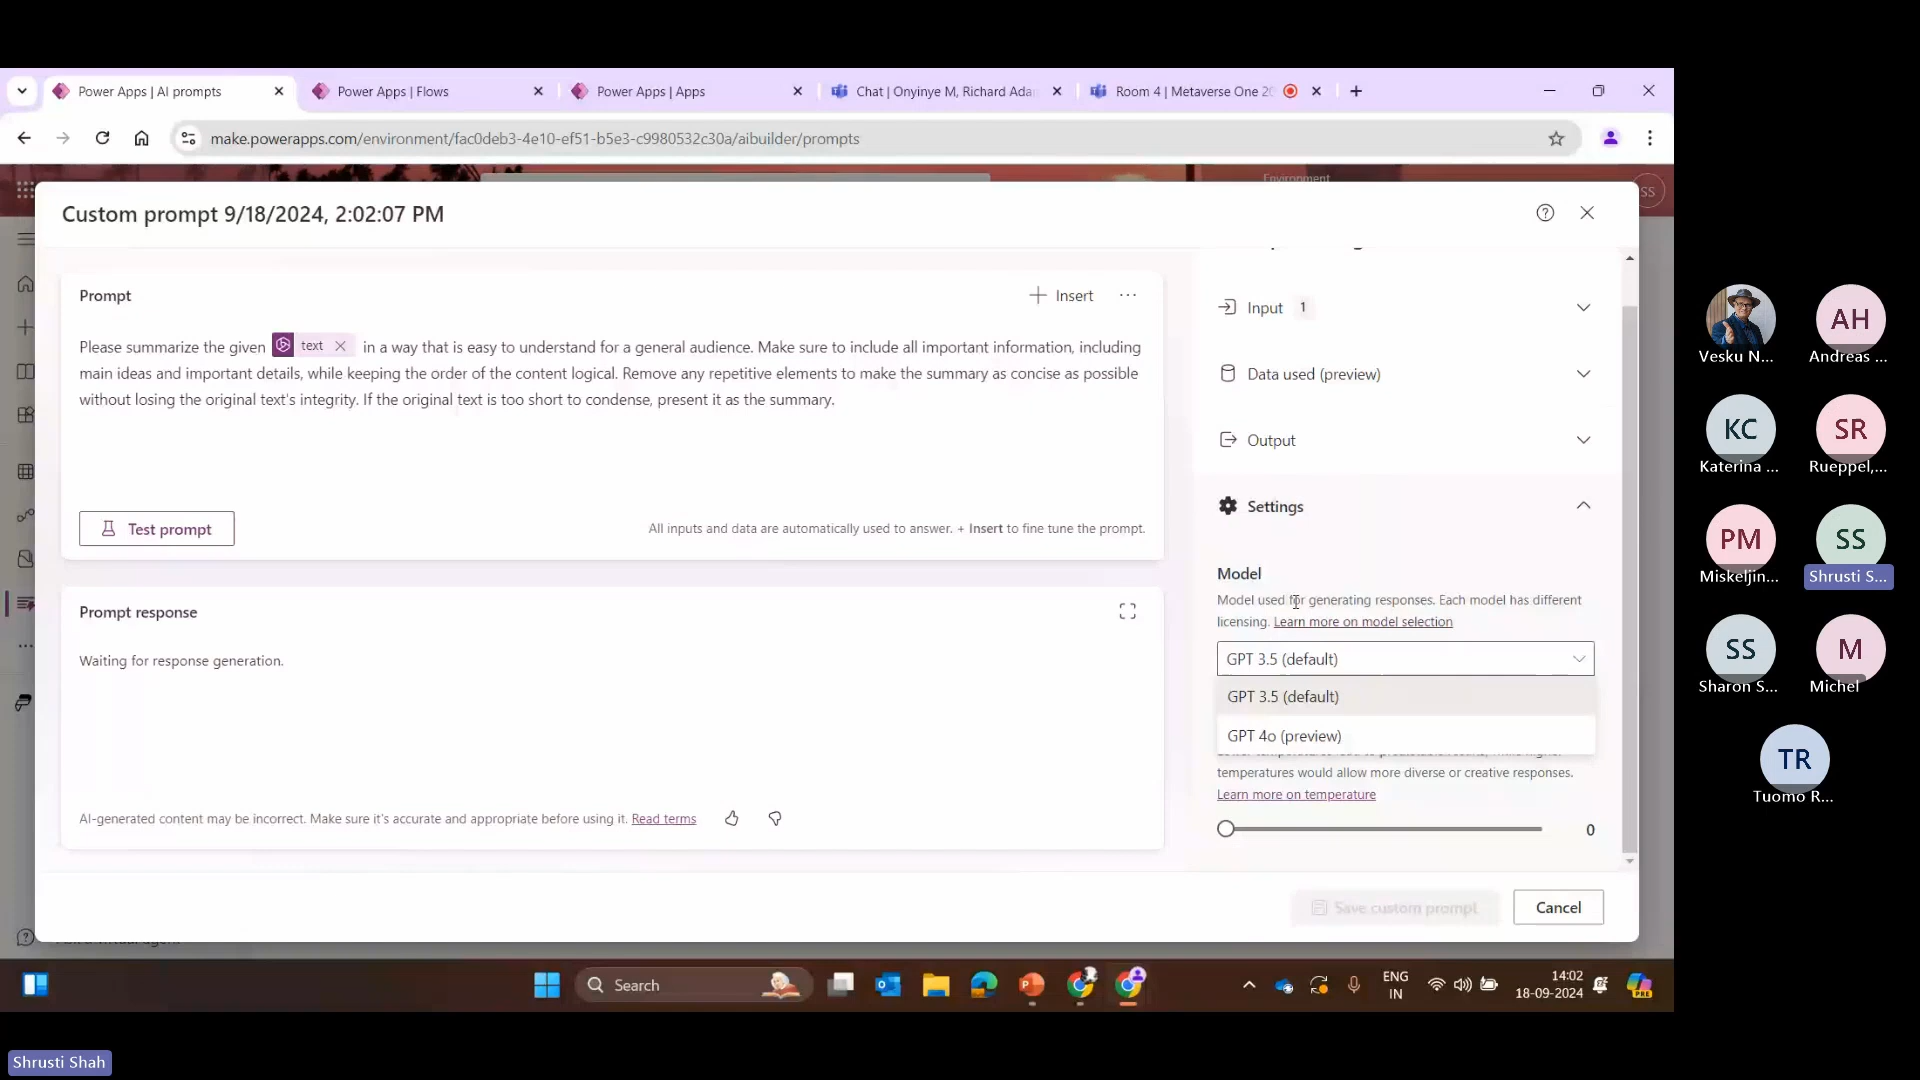 Power Apps | AI prompts
Power Apps | Flows
Power Apps | Apps
Chat | Onyinye M, Richard Ada
Room 4 | Metaverse One 20
make.powerapps.com/environment/fac0deb3-4e10-ef51-b5e3-c9980532c30a/aibuilder/prompts
Environment
SS
Custom prompt 9/18/2024, 2:02:07 PM
Prompt
Insert
Please summarize the given text in a way that is easy to understand for a general audience. Make sure to include all important information, including
main ideas and important details, while keeping the order of the content logical. Remove any repetitive elements to make the summary as concise as possible
without losing the original text's integrity. If the original text is too short to condense, present it as the summary.
Test prompt
All inputs and data are automatically used to answer. + Insert to fine tune the prompt.
Prompt response
Waiting for response generation.
AI-generated content may be incorrect. Make sure it's accurate and appropriate before using it. Read terms
Input 1
Data used (preview)
Output
Settings
Model
Model used for generating responses. Each model has different
licensing. Learn more on model selection
GPT 3.5 (default)
GPT 3.5 (default)
GPT 4o (preview)
temperatures would allow more diverse or creative responses.
Learn more on temperature
0
Save custom prompt
Cancel
Search
ENG
IN
14:02
18-09-2024
PRE
Vesku N...
AH
Andreas ...
KC
Katerina ...
SR
Rueppel,...
PM
Miskeljin...
SS
Shrusti S...
SS
Sharon S...
M
Michel
TR
Tuomo R...
Shrusti Shah